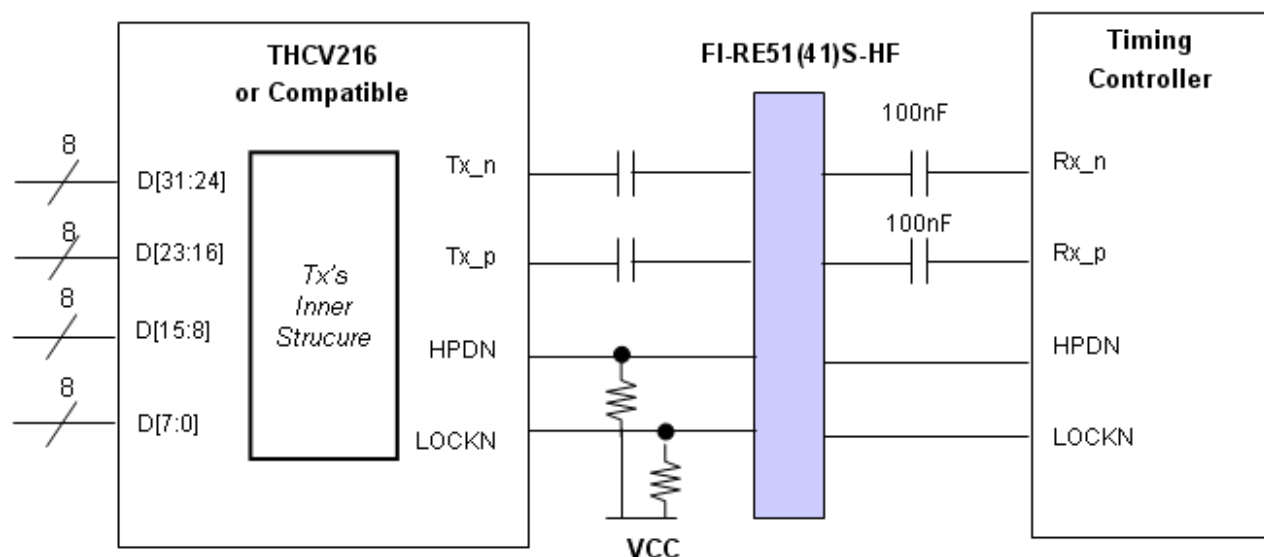 THCV216
or Compatible
FI-RE51(41)S-HF
Timing
Controller
100nF
8
D[31:24]
Tx_n
Rx_n
8
D[23:16]
Tx_p
100nF
Rx_p
Tx's
Inner
Strucure
8
D[15:8]
HPDN
HPDN
8
D[7:0]
LOCKN
LOCKN
VCC